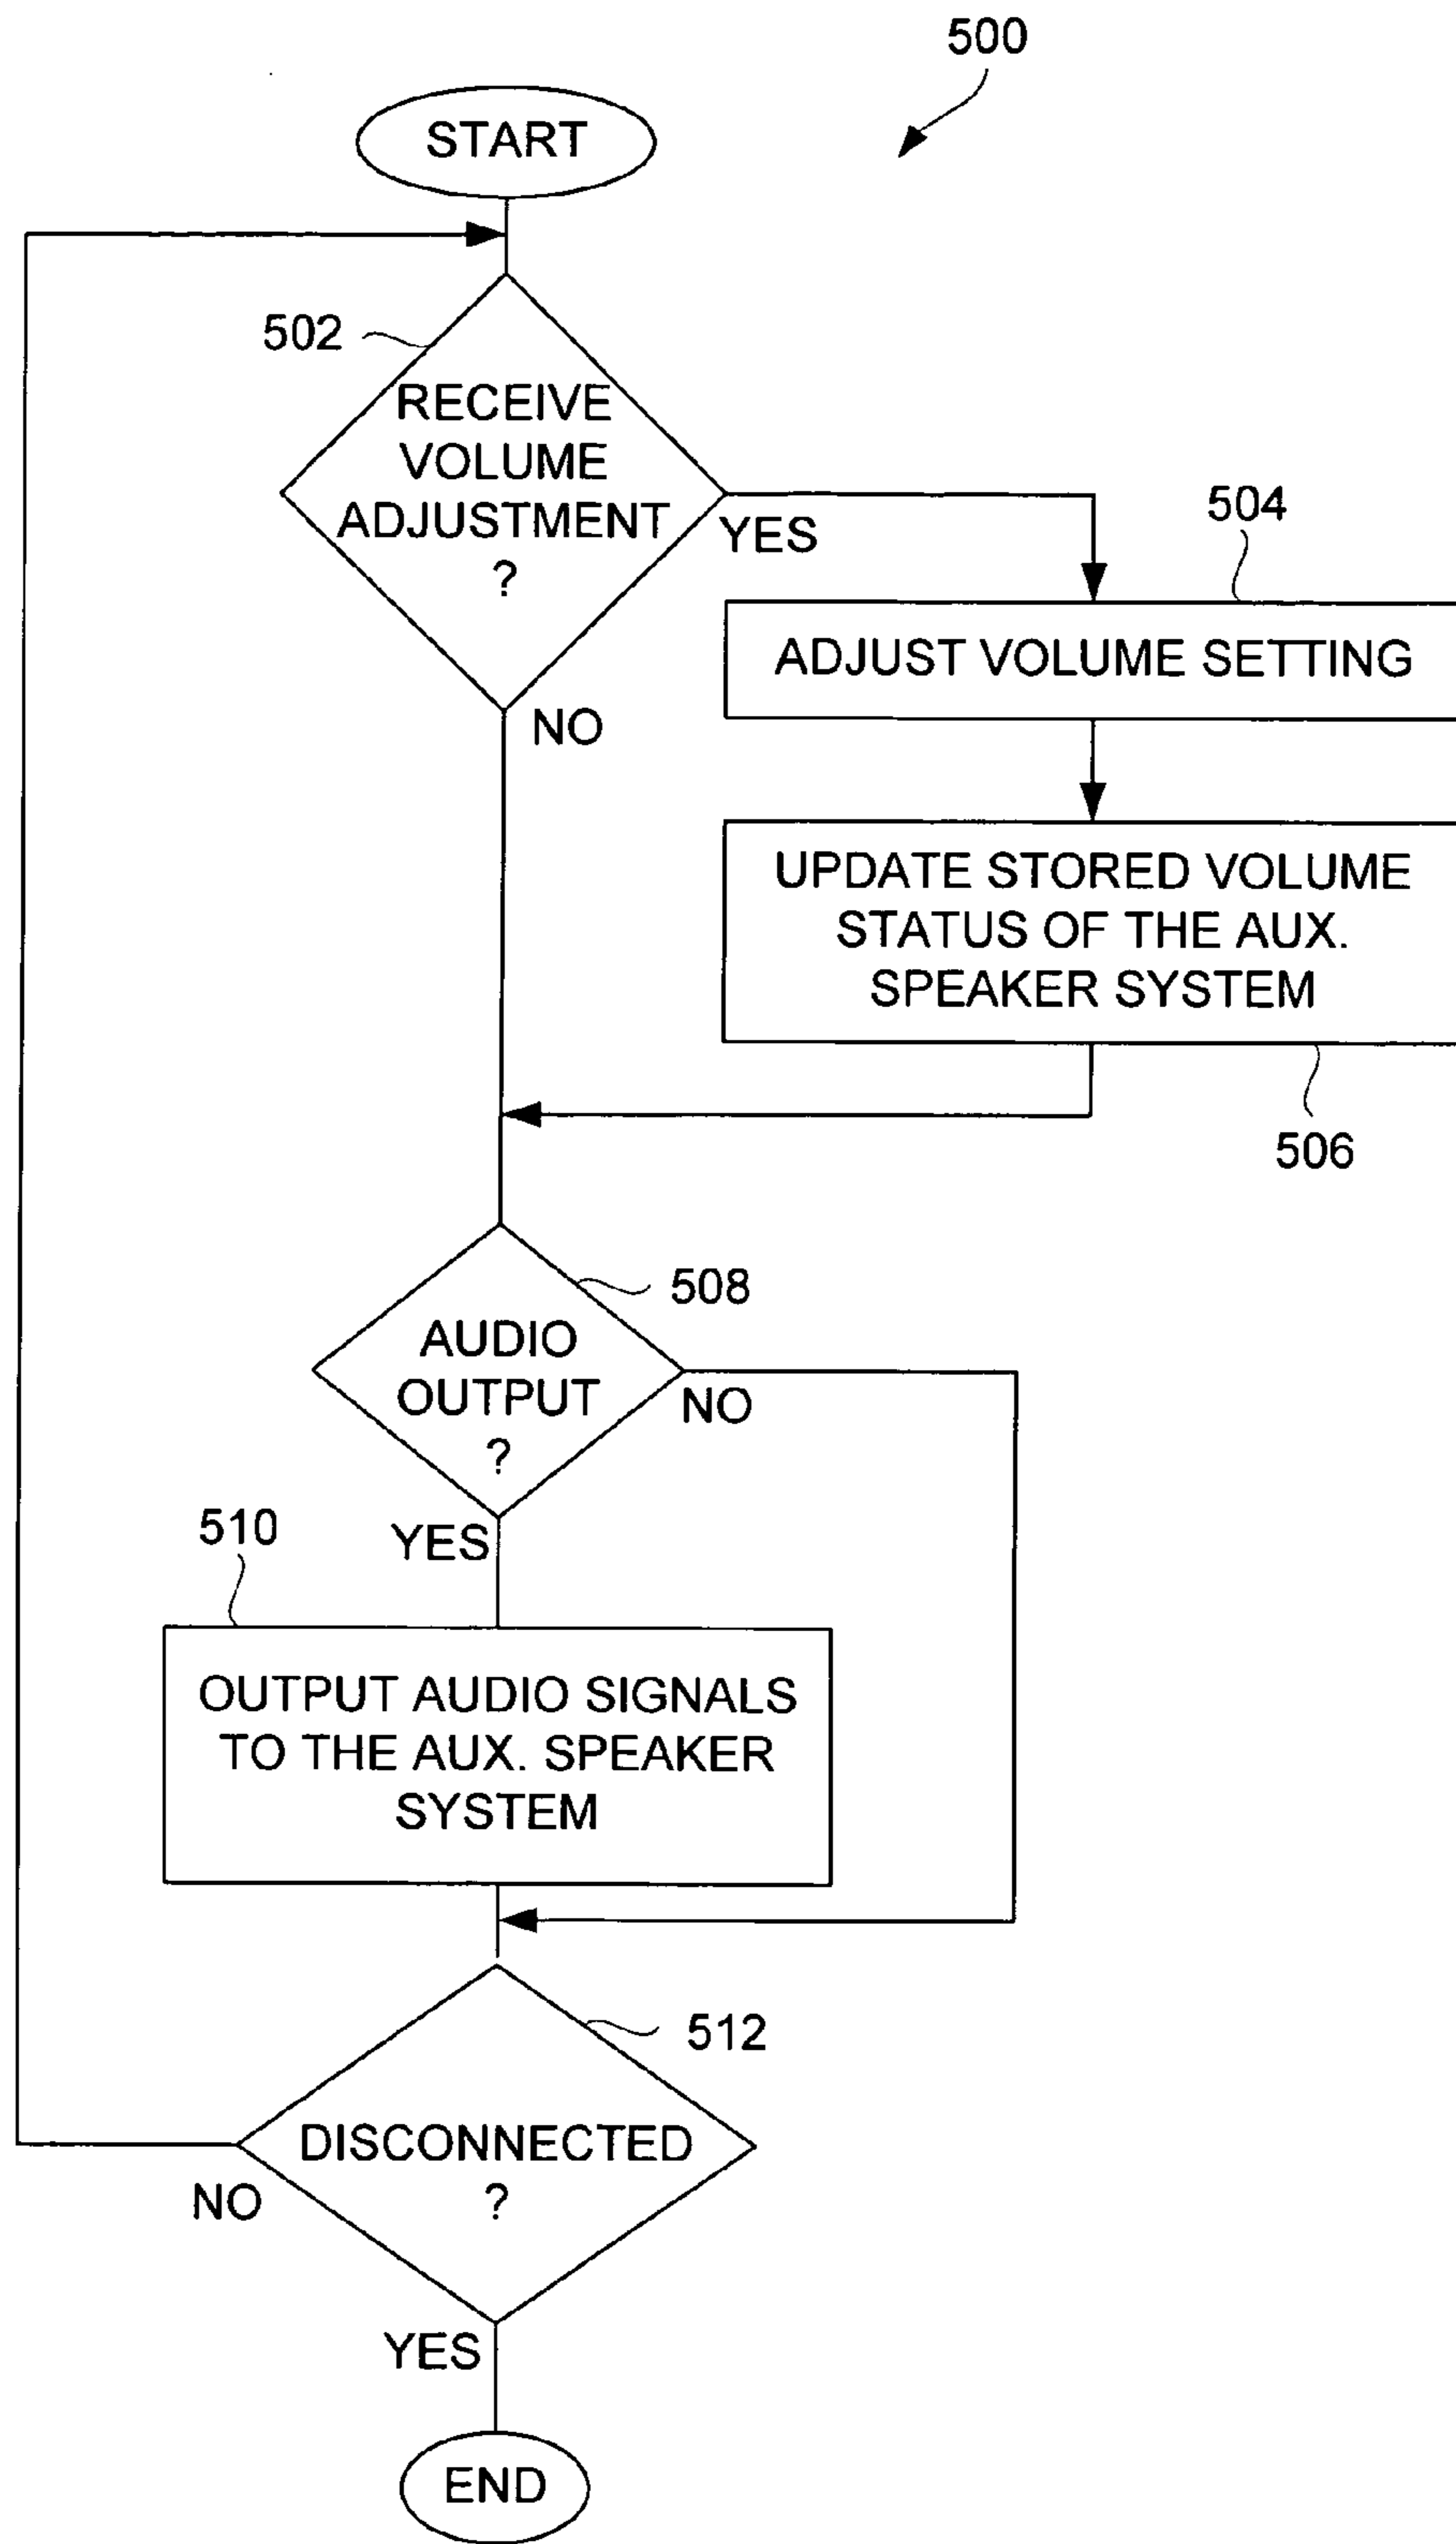 500
START
502
RECEIVE
VOLUME
ADJUSTMENT
?
YES
NO
504
ADJUST VOLUME SETTING
UPDATE STORED VOLUME
STATUS OF THE AUX.
SPEAKER SYSTEM
506
508
AUDIO
OUTPUT
?
NO
YES
510
OUTPUT AUDIO SIGNALS
TO THE AUX. SPEAKER
SYSTEM
512
DISCONNECTED
?
NO
YES
END